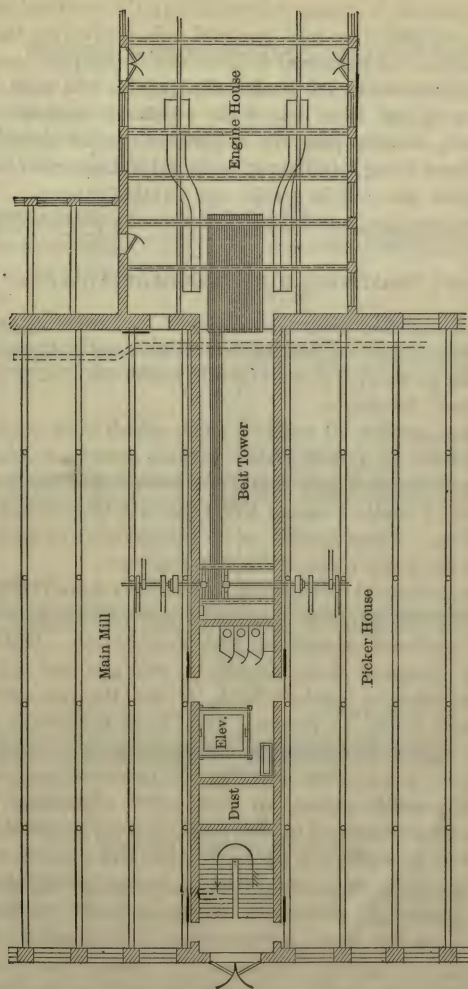 Engine House
Belt Tower
Main Mill
Picker House
Elev.
Dust